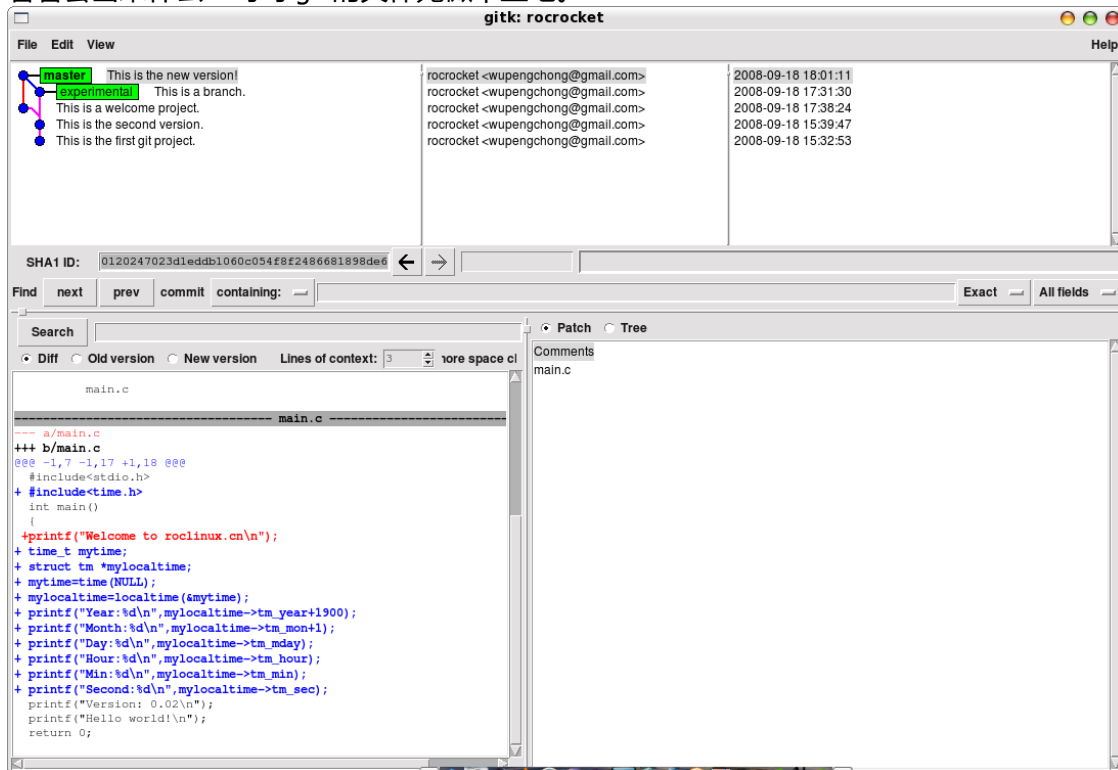 gitk: rocrocket
File Edit View Help
master This is the new version! rocrocket <wupengchong@gmail.com> 2008-09-18 18:01:11
experimental This is a branch. rocrocket <wupengchong@gmail.com> 2008-09-18 17:31:30
This is a welcome project. rocrocket <wupengchong@gmail.com> 2008-09-18 17:38:24
This is the second version. rocrocket <wupengchong@gmail.com> 2008-09-18 15:39:47
This is the first git project. rocrocket <wupengchong@gmail.com> 2008-09-18 15:32:53
SHA1 ID: 0120247023d1eddb1060c054f8f2486681898de6
Find next prev commit containing: Exact All fields
Search Patch Tree
Diff Old version New version Lines of context: 3 space
Comments
main.c
main.c
---------------------------------- main.c ------------------------
--- a/main.c
+++ b/main.c
@@@ -1,7 -1,17 +1,18 @@@
#include<stdio.h>
+ #include<time.h>
int main()
{
+printf("Welcome to roclinux.cn\n");
+ time_t mytime;
+ struct tm *mylocaltime;
+ mytime=time(NULL);
+ mylocaltime=localtime(&mytime);
+ printf("Year:%d\n",mylocaltime->tm_year+1900);
+ printf("Month:%d\n",mylocaltime->tm_mon+1);
+ printf("Day:%d\n",mylocaltime->tm_mday);
+ printf("Hour:%d\n",mylocaltime->tm_hour);
+ printf("Min:%d\n",mylocaltime->tm_min);
+ printf("Second:%d\n",mylocaltime->tm_sec);
printf("Version: 0.02\n");
printf("Hello world!\n");
return 0;